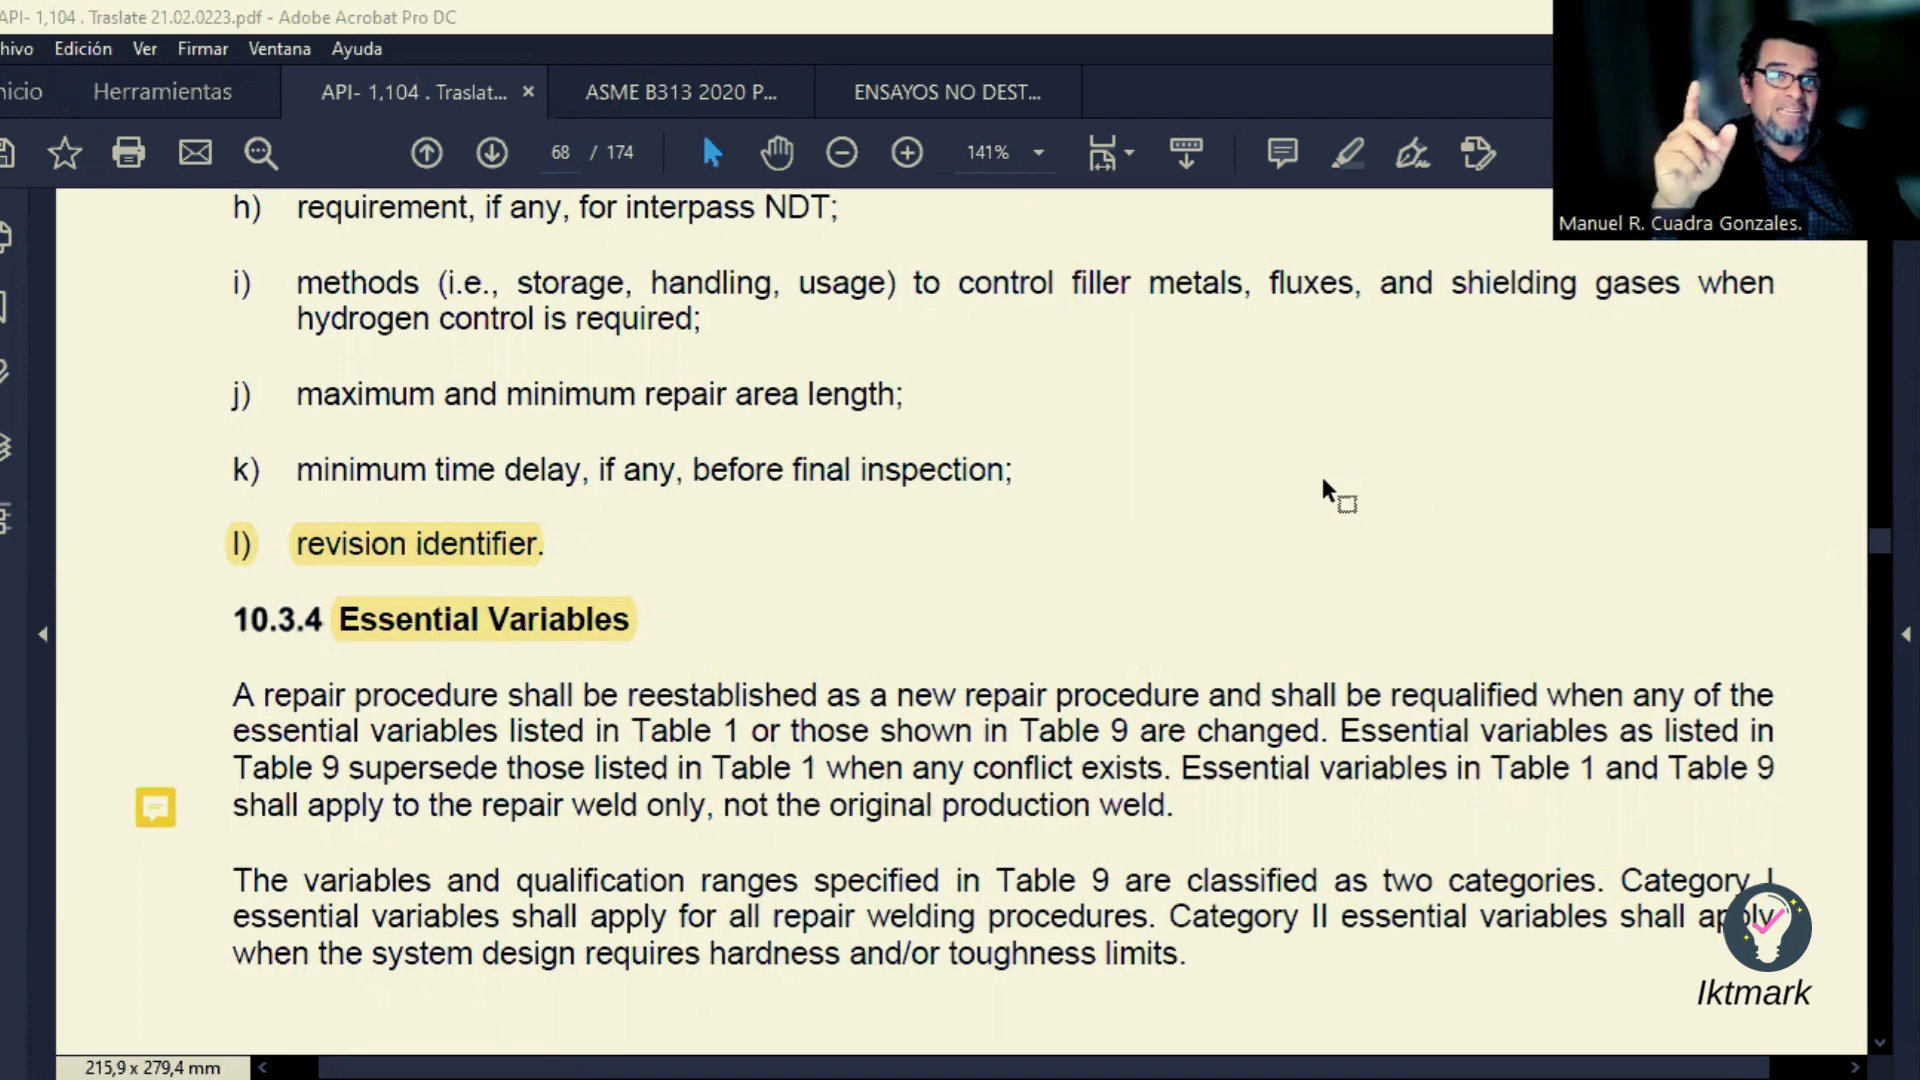 API- 1,104 . Traslate 21.02.0223.pdf - Adobe Acrobat Pro DC
hivo Edición Ver Firmar Ventana Ayuda
nicio Herramientas API- 1,104 . Traslat... × ASME B313 2020 P... ENSAYOS NO DEST...
68 / 174 141%
Manuel R. Cuadra Gonzales.
h) requirement, if any, for interpass NDT;
i) methods (i.e., storage, handling, usage) to control filler metals, fluxes, and shielding gases when
hydrogen control is required;
j) maximum and minimum repair area length;
k) minimum time delay, if any, before final inspection;
l) revision identifier.
10.3.4 Essential Variables
A repair procedure shall be reestablished as a new repair procedure and shall be requalified when any of the
essential variables listed in Table 1 or those shown in Table 9 are changed. Essential variables as listed in
Table 9 supersede those listed in Table 1 when any conflict exists. Essential variables in Table 1 and Table 9
shall apply to the repair weld only, not the original production weld.
The variables and qualification ranges specified in Table 9 are classified as two categories. Category I
essential variables shall apply for all repair welding procedures. Category II essential variables shall apply
when the system design requires hardness and/or toughness limits.
Iktmark
215,9 x 279,4 mm